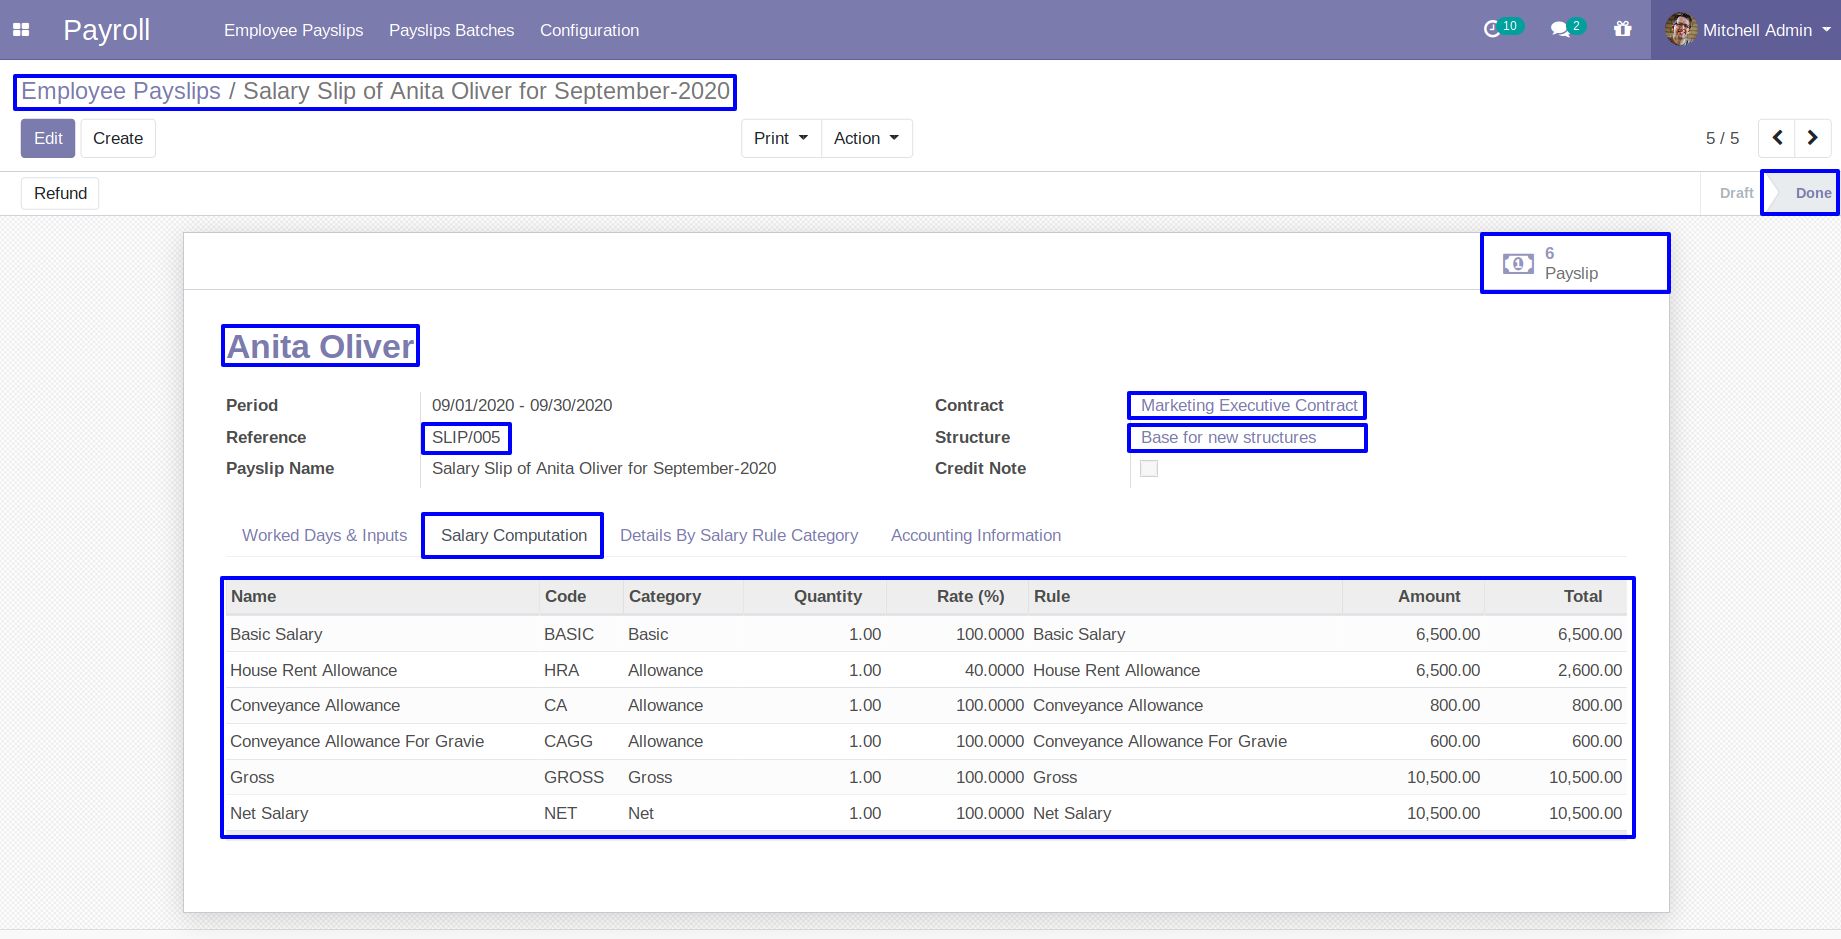 Payroll Employee Payslips Payslips Batches Configuration 10 2 Mitchell Admin
Employee Payslips / Salary Slip of Anita Oliver for September-2020
Edit Create Print Action 5 / 5
Refund Draft Done
6
Payslip
Anita Oliver
Period 09/01/2020 - 09/30/2020 Contract Marketing Executive Contract
Reference SLIP/005 Structure Base for new structures
Payslip Name Salary Slip of Anita Oliver for September-2020 Credit Note
Worked Days & Inputs Salary Computation Details By Salary Rule Category Accounting Information
Name Code Category Quantity Rate (%) Rule Amount Total
Basic Salary BASIC Basic 1.00 100.0000 Basic Salary 6,500.00 6,500.00
House Rent Allowance HRA Allowance 1.00 40.0000 House Rent Allowance 6,500.00 2,600.00
Conveyance Allowance CA Allowance 1.00 100.0000 Conveyance Allowance 800.00 800.00
Conveyance Allowance For Gravie CAGG Allowance 1.00 100.0000 Conveyance Allowance For Gravie 600.00 600.00
Gross GROSS Gross 1.00 100.0000 Gross 10,500.00 10,500.00
Net Salary NET Net 1.00 100.0000 Net Salary 10,500.00 10,500.00